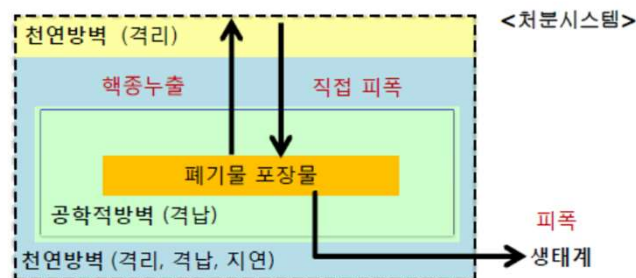 <처분시스템>
천연방벽 (격리)
핵종누출 직접 피폭
폐기물 포장물
공학적방벽 (격납)
피폭
천연방벽 (격리, 격납, 지연) 생태계